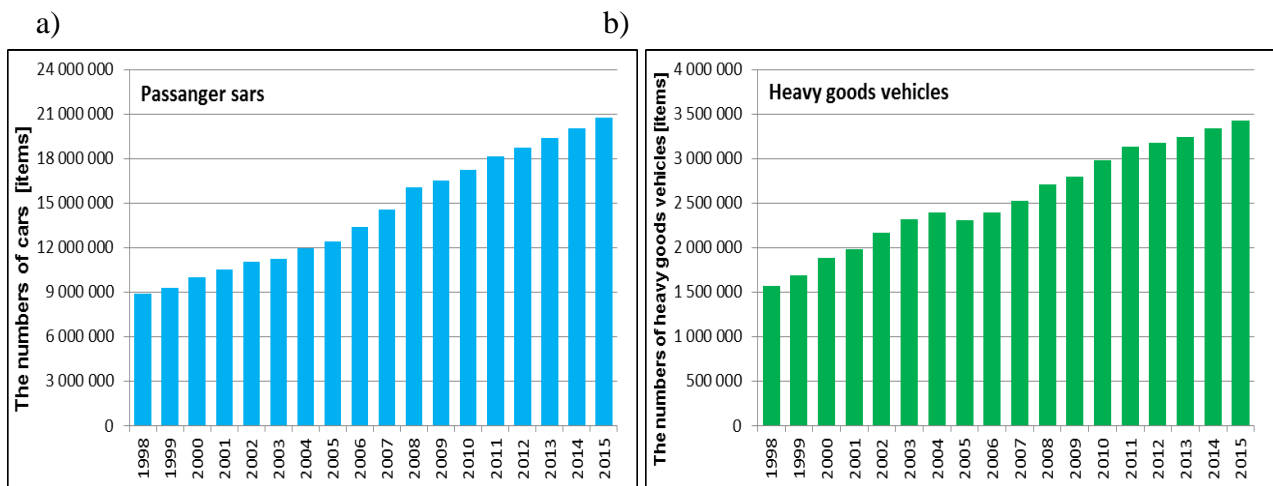 a)
b)
Passanger sars
The numbers of cars [items]
24 000 000
21 000 000
18 000 000
15 000 000
12 000 000
9 000 000
6 000 000
3 000 000
0
1998
1999
2000
2001
2002
2003
2004
2005
2006
2007
2008
2009
2010
2011
2012
2013
2014
2015
Heavy goods vehicles
The numbers of heavy goods vehicles [items]
4 000 000
3 500 000
3 000 000
2 500 000
2 000 000
1 500 000
1 000 000
500 000
0
1998
1999
2000
2001
2002
2003
2004
2005
2006
2007
2008
2009
2010
2011
2012
2013
2014
2015